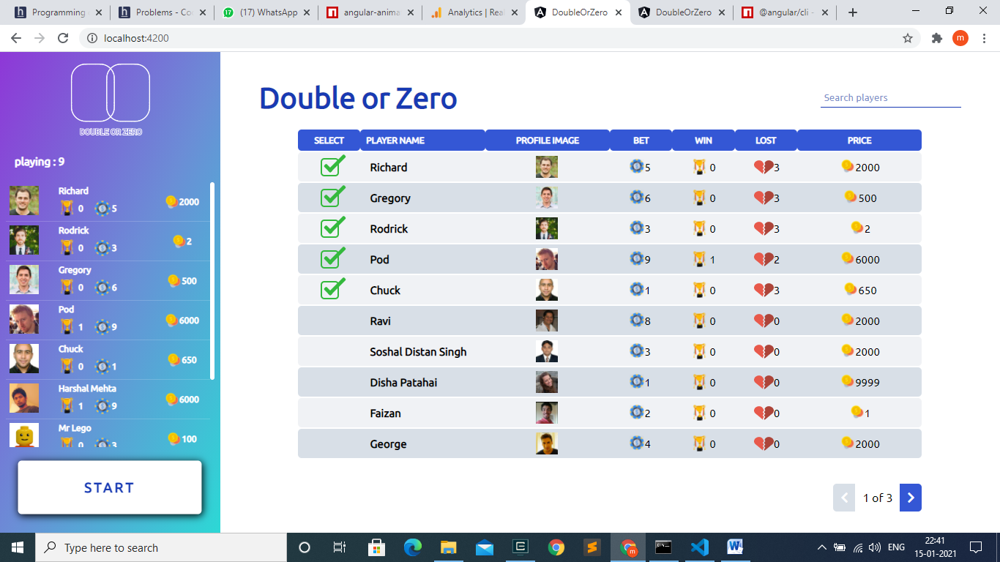 Programming
Problems - Co
(17) WhatsApp
angular-anima
Analytics | Rea
DoubleOrZero
DoubleOrZero
@angular/cli -
localhost:4200
m
DOUBLE OR ZERO
playing : 9
Richard
0 5 2000
Rodrick
0 3 2
Gregory
0 6 500
Pod
1 9 6000
Chuck
0 1 650
Harshal Mehta
1 9 6000
Mr Lego
0 3 100
START
Double or Zero
Search players
SELECT PLAYER NAME PROFILE IMAGE BET WIN LOST PRICE
Richard 5 0 3 2000
Gregory 6 0 3 500
Rodrick 3 0 3 2
Pod 9 1 2 6000
Chuck 1 0 3 650
Ravi 8 0 0 2000
Soshal Distan Singh 3 0 0 2000
Disha Patahai 1 0 0 9999
Faizan 2 0 0 1
George 4 0 0 2000
1 of 3
Type here to search
ENG
22:41
15-01-2021